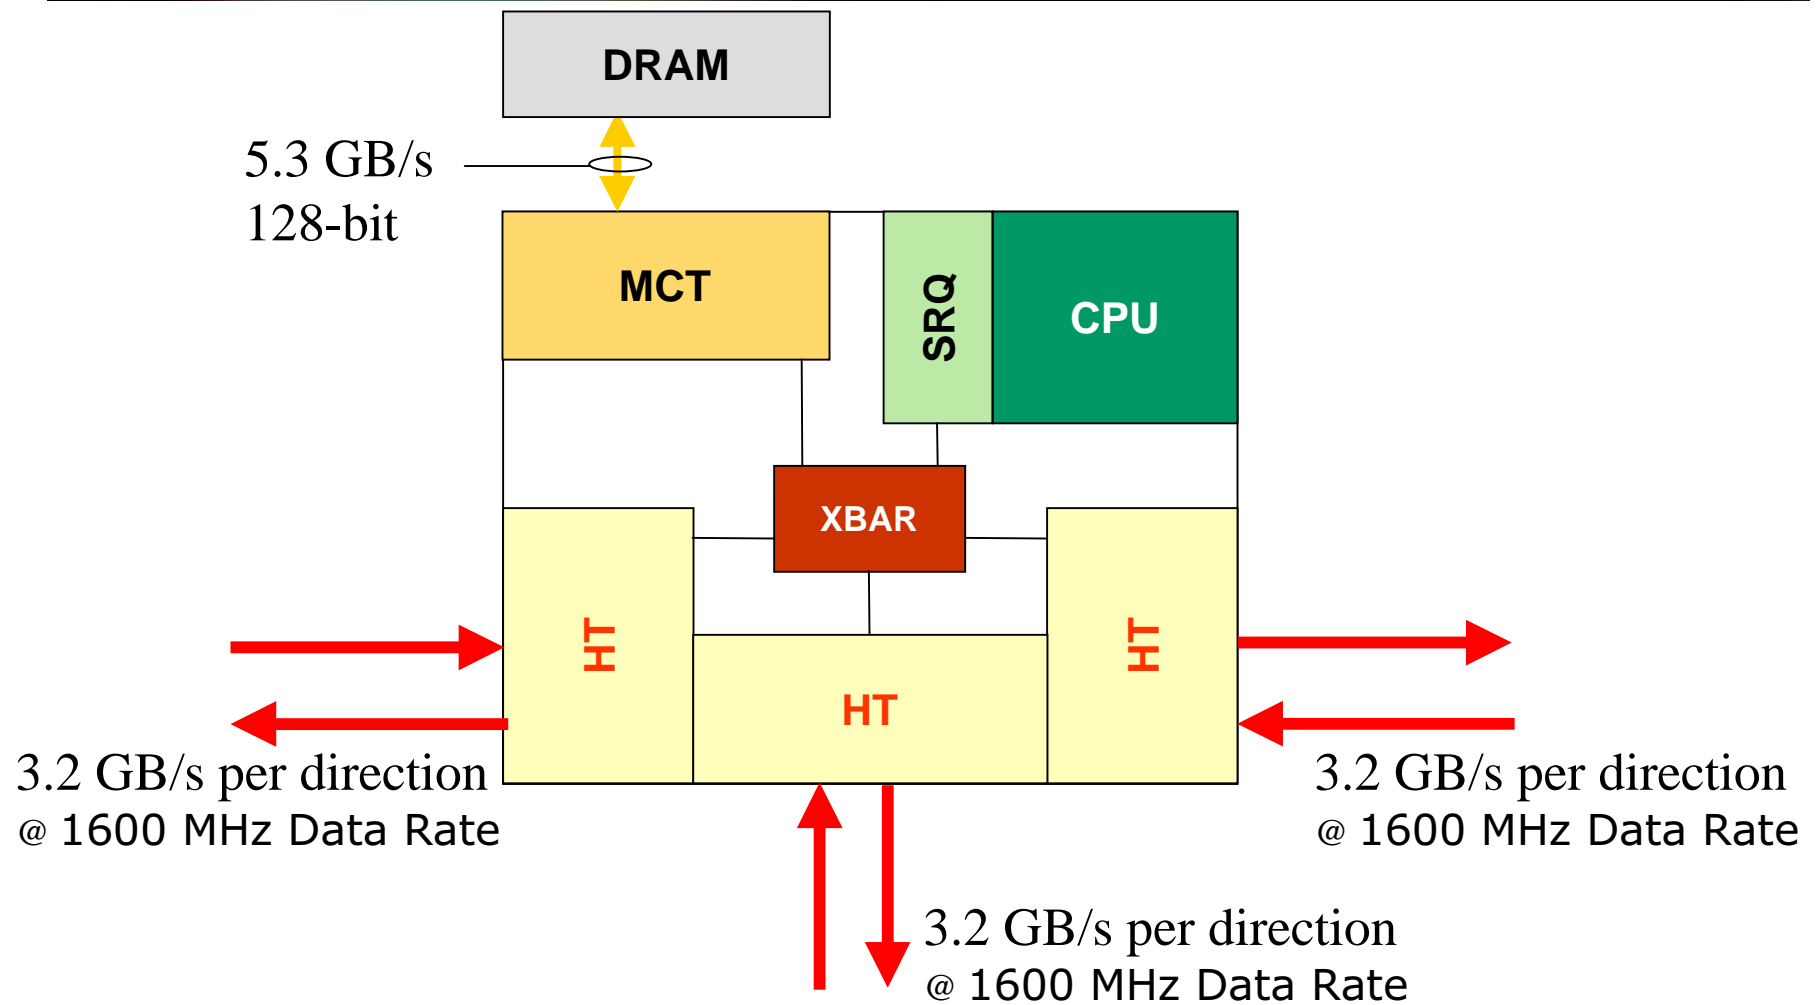 DRAM
5.3 GB/s
128-bit
MCT
SRQ
CPU
XBAR
HT
HT
HT
3.2 GB/s per direction
@ 1600 MHz Data Rate
3.2 GB/s per direction
@ 1600 MHz Data Rate
3.2 GB/s per direction
@ 1600 MHz Data Rate